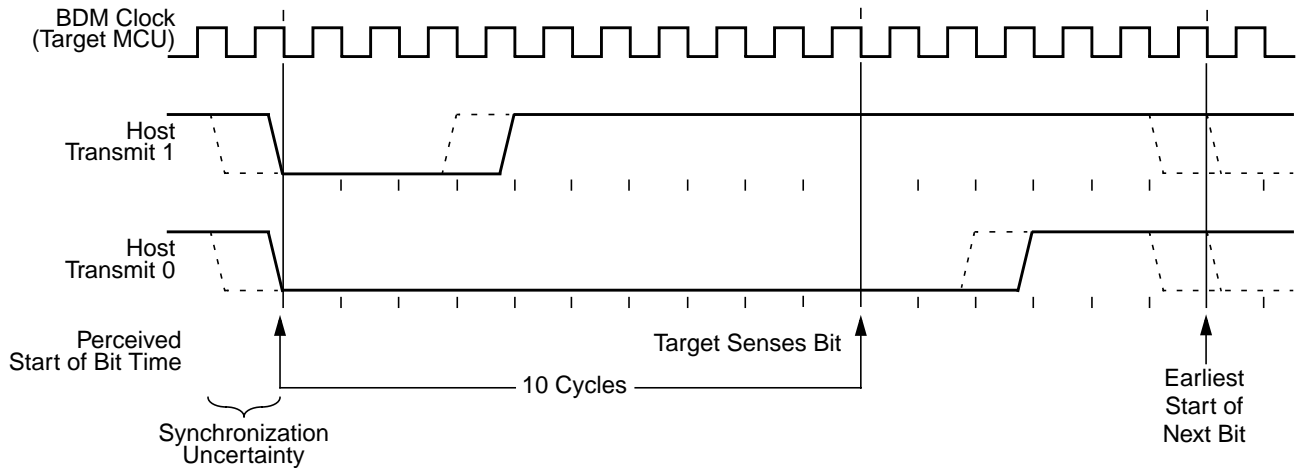 BDM Clock
(Target MCU)
Host
Transmit 1
Host
Transmit 0
Perceived
Start of Bit Time
Target Senses Bit
10 Cycles
Synchronization
Uncertainty
Earliest
Start of
Next Bit